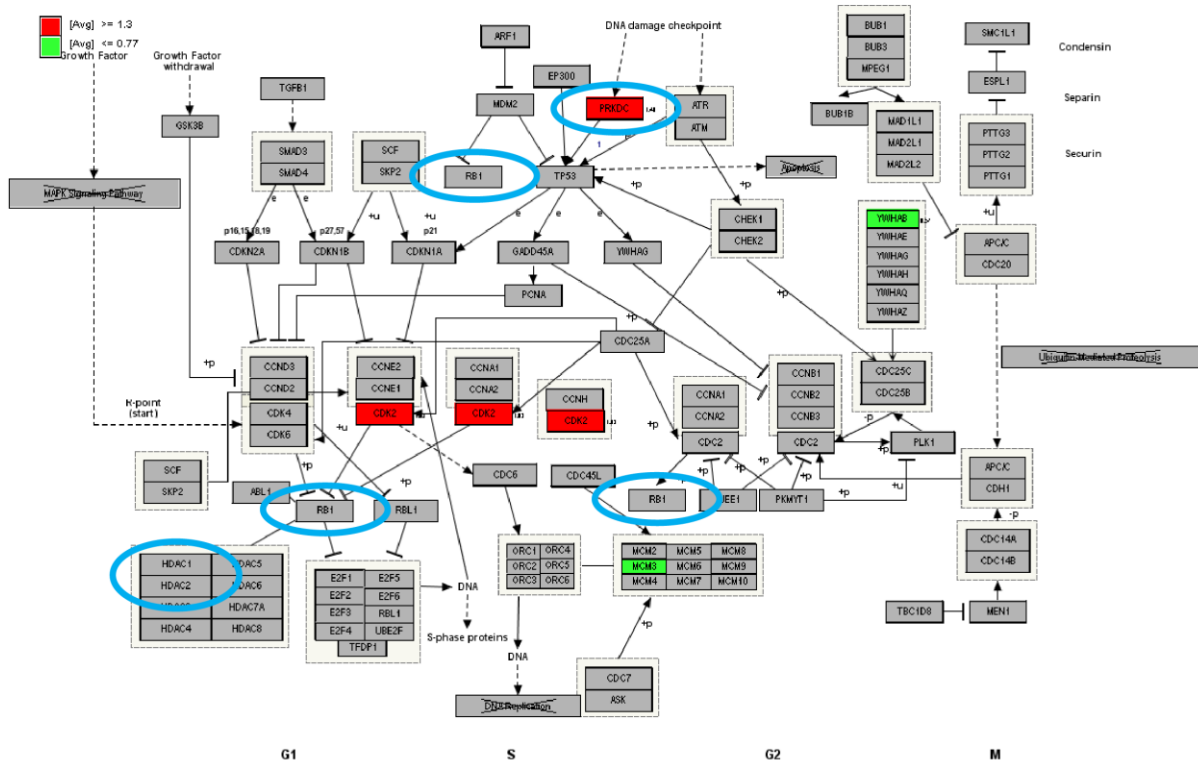 [Avg] >= 1.3
[Avg] <= 0.77
Growth Factor
Growth Factor
withdrawal
TGFB1
GSK3B
SMAD3
SMAD4
SCF
SKP2
MAPK Signaling Pathway
ARF1
EP300
MDM2
RB1
TP53
DNA damage checkpoint
PRKDC
1
ATR
ATM
Apoptosis
CHEK1
CHEK2
BUB1
BUB3
MPEG1
BUB1B
MAD1L1
MAD2L1
MAD2L2
SMC1L1
Condensin
ESPL1
Separin
PTTG3
PTTG2
PTTG1
Securin
YWHAB
YWHAE
YWHAG
YWHAH
YWHAQ
YWHAZ
+u
APC/C
CDC20
e
e
+u
+u
e
e
e
e
+p
+p
+p
p16,15,18,19
p27,57
p21
CDKN2A
CDKN1B
CDKN1A
GADD45A
YWHAG
PCNA
CDC25A
+p
+p
CCND3
CCND2
CDK4
CDK6
CCNE2
CCNE1
CDK2
CCNA1
CCNA2
CDK2
CCNH
CDK2
CCNA1
CCNA2
CDC2
CCNB1
CCNB2
CCNB3
CDC2
CDC25C
CDC25B
PLK1
Ubiquitin Mediated Proteolysis
R-point
(start)
+u
+p
+p
+p
+p
+p
+p
+p
+p
+u
-p
SCF
SKP2
ABL1
RB1
RBL1
CDC6
CDC45L
RB1
PKMYT1
APC/C
CDH1
CDC14A
CDC14B
TBC1D8
MEN1
HDAC1
HDAC5
HDAC2
HDAC6
HDAC7A
HDAC4
HDAC8
E2F1
E2F5
E2F2
E2F6
E2F3
RBL1
E2F4
UBE2F
TFDP1
DNA
S-phase proteins
ORC1
ORC4
ORC2
ORC5
ORC3
ORC6
MCM2
MCM5
MCM8
MCM3
MCM6
MCM9
MCM4
MCM7
MCM10
+p
DNA
DNA Replication
CDC7
ASK
G1
S
G2
M